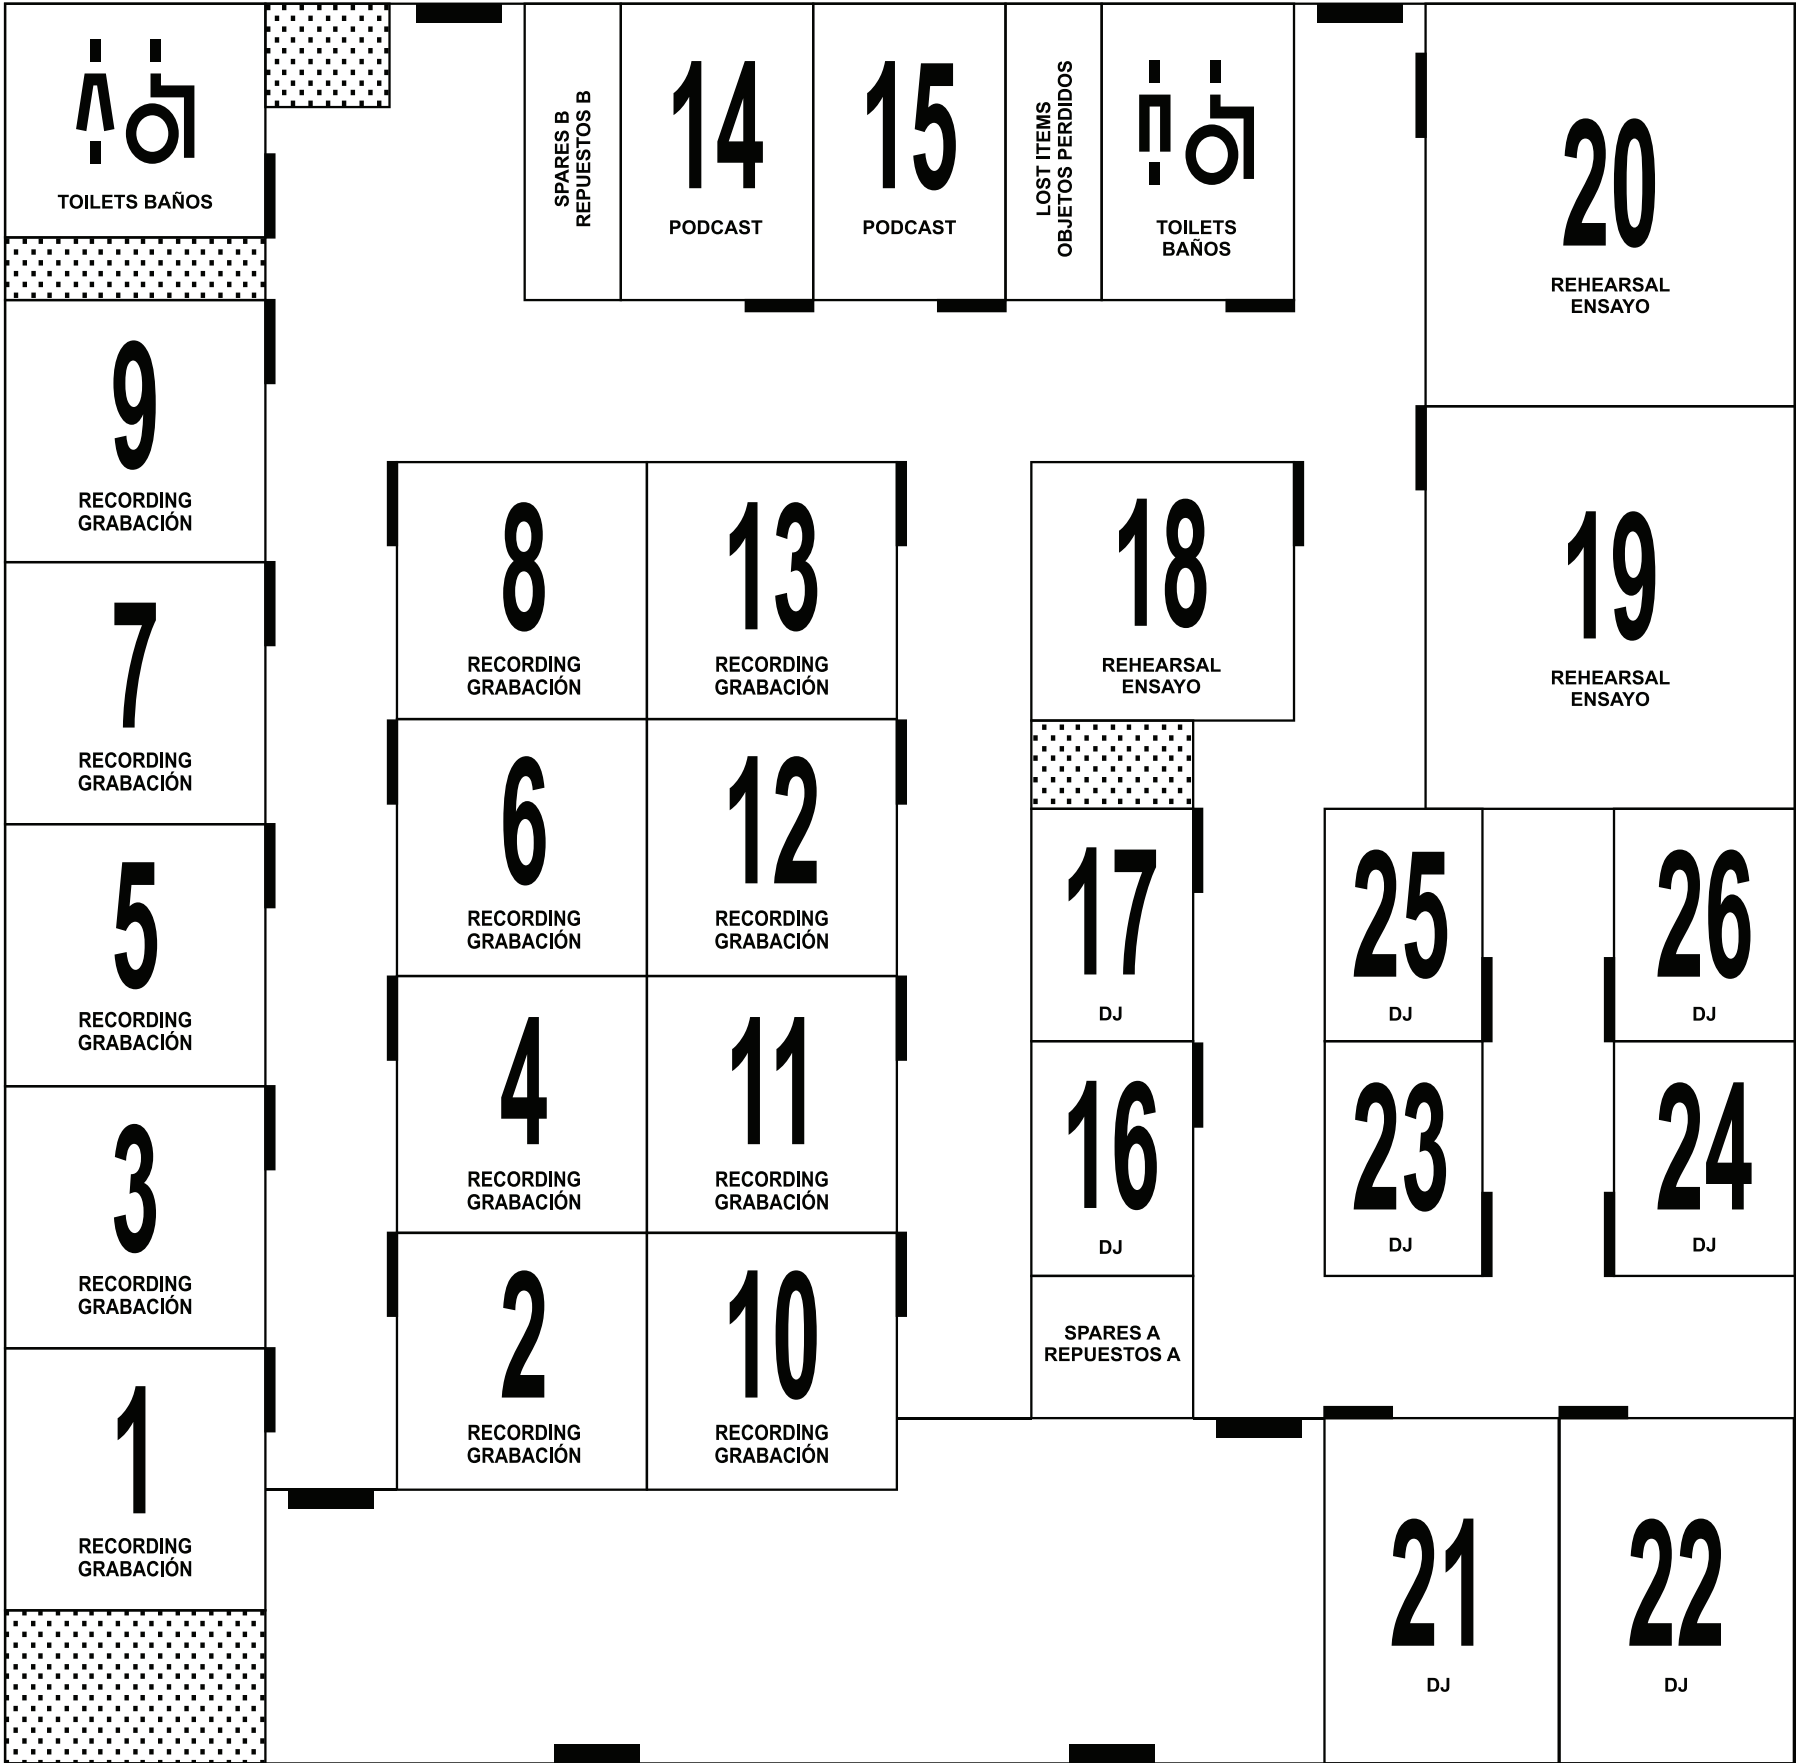 TOILETS BAÑOS
SPARES B
REPUESTOS B
14
PODCAST
15
PODCAST
LOST ITEMS
OBJETOS PERDIDOS
TOILETS
BAÑOS
20
REHEARSAL
ENSAYO
9
RECORDING
GRABACIÓN
8
RECORDING
GRABACIÓN
13
RECORDING
GRABACIÓN
18
REHEARSAL
ENSAYO
19
REHEARSAL
ENSAYO
7
RECORDING
GRABACIÓN
6
RECORDING
GRABACIÓN
12
RECORDING
GRABACIÓN
17
DJ
25
DJ
26
DJ
5
RECORDING
GRABACIÓN
4
RECORDING
GRABACIÓN
11
RECORDING
GRABACIÓN
16
DJ
23
DJ
24
DJ
3
RECORDING
GRABACIÓN
2
RECORDING
GRABACIÓN
10
RECORDING
GRABACIÓN
SPARES A
REPUESTOS A
1
RECORDING
GRABACIÓN
21
DJ
22
DJ